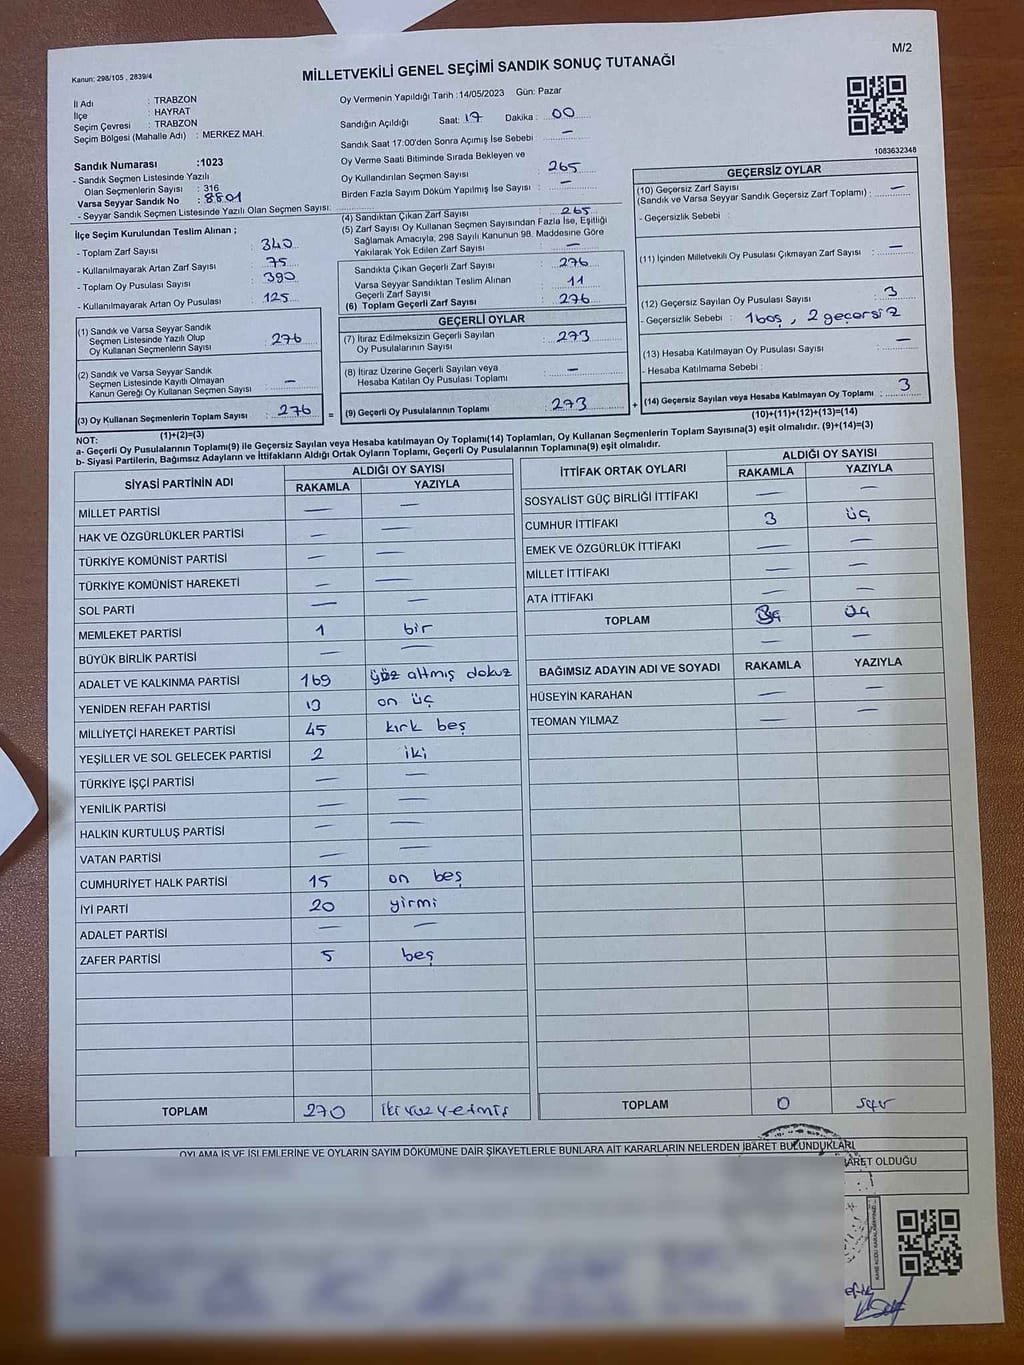 M/2
Kanun: 298/105 , 2839/4
MİLLETVEKİLİ GENEL SEÇİMİ SANDIK SONUÇ TUTANAĞI
İl Adı : TRABZON
İlçe : HAYRAT
Seçim Çevresi : TRABZON
Seçim Bölgesi (Mahalle Adı) : MERKEZ MAH.
Sandık Numarası :1023
- Sandık Seçmen Listesinde Yazılı
Olan Seçmenlerin Sayısı : 316
Varsa Seyyar Sandık No : 8801
- Seyyar Sandık Seçmen Listesinde Yazılı Olan Seçmen Sayısı:
Oy Vermenin Yapıldığı Tarih :14/05/2023 Gün: Pazar
Sandığın Açıldığı Saat: 17 Dakika : 00
Sandık Saat 17:00'den Sonra Açımış İse Sebebi : —
Oy Verme Saati Bitiminde Sırada Bekleyen ve
Oy Kullandırılan Seçmen Sayısı : 265
Birden Fazla Sayım Döküm Yapılmış İse Sayısı : —
1083632348
İlçe Seçim Kurulundan Teslim Alınan ;
- Toplam Zarf Sayısı : 340
- Kullanılmayarak Artan Zarf Sayısı : 75
- Toplam Oy Pusulası Sayısı : 390
- Kullanılmayarak Artan Oy Pusulası : 125
(1) Sandık ve Varsa Seyyar Sandık
Seçmen Listesinde Yazılı Olup
Oy Kullanan Seçmenlerin Sayısı : 276
(2) Sandık ve Varsa Seyyar Sandık
Seçmen Listesinde Kayıtlı Olmayan
Kanun Gereği Oy Kullanan Seçmen Sayısı : —
(3) Oy Kullanan Seçmenlerin Toplam Sayısı : 276 =
(1)+(2)=(3)
(4) Sandıktan Çıkan Zarf Sayısı : 265
(5) Zarf Sayısı Oy Kullanan Seçmen Sayısından Fazla İse, Eşitliği
Sağlamak Amacıyla, 298 Sayılı Kanunun 98. Maddesine Göre
Yakılarak Yok Edilen Zarf Sayısı : —
Sandıkta Çıkan Geçerli Zarf Sayısı : 276
Varsa Seyyar Sandıktan Teslim Alınan
Geçerli Zarf Sayısı : 11
(6) Toplam Geçerli Zarf Sayısı : 276
GEÇERLİ OYLAR
(7) İtiraz Edilmeksizin Geçerli Sayılan
Oy Pusulalarının Sayısı : 273
(8) İtiraz Üzerine Geçerli Sayılan veya
Hesaba Katılan Oy Pusulası Toplamı : —
(9) Geçerli Oy Pusulalarının Toplamı : 273 +
GEÇERSİZ OYLAR
(10) Geçersiz Zarf Sayısı
(Sandık ve Varsa Seyyar Sandık Geçersiz Zarf Toplamı) : —
- Geçersizlik Sebebi :
(11) İçinden Milletvekili Oy Pusulası Çıkmayan Zarf Sayısı : —
(12) Geçersiz Sayılan Oy Pusulası Sayısı : 3
- Geçersizlik Sebebi : 1 boş , 2 geçersiz
(13) Hesaba Katılmayan Oy Pusulası Sayısı : —
- Hesaba Katılmama Sebebi :
(14) Geçersiz Sayılan veya Hesaba Katılmayan Oy Toplamı : 3
(10)+(11)+(12)+(13)=(14)
NOT:
a- Geçerli Oy Pusulalarının Toplamı(9) ile Geçersiz Sayılan veya Hesaba katılmayan Oy Toplamı(14) Toplamları, Oy Kullanan Seçmenlerin Toplam Sayısına(3) eşit olmalıdır. (9)+(14)=(3)
b- Siyasi Partilerin, Bağımsız Adayların ve İttifakların Aldığı Ortak Oyların Toplamı, Geçerli Oy Pusulalarının Toplamına(9) eşit olmalıdır.
SİYASİ PARTİNİN ADI ALDIĞI OY SAYISI
RAKAMLA YAZIYLA
MİLLET PARTİSİ — —
HAK VE ÖZGÜRLÜKLER PARTİSİ — —
TÜRKİYE KOMÜNİST PARTİSİ — —
TÜRKİYE KOMÜNİST HAREKETİ — —
SOL PARTİ — —
MEMLEKET PARTİSİ 1 bir
BÜYÜK BİRLİK PARTİSİ — —
ADALET VE KALKINMA PARTİSİ 169 yüz altmış dokuz
YENİDEN REFAH PARTİSİ 13 on üç
MİLLİYETÇİ HAREKET PARTİSİ 45 kırk beş
YEŞİLLER VE SOL GELECEK PARTİSİ 2 iki
TÜRKİYE İŞÇİ PARTİSİ — —
YENİLİK PARTİSİ — —
HALKIN KURTULUŞ PARTİSİ — —
VATAN PARTİSİ — —
CUMHURİYET HALK PARTİSİ 15 on beş
İYİ PARTİ 20 yirmi
ADALET PARTİSİ — —
ZAFER PARTİSİ 5 beş
TOPLAM 270 iki yüz yetmiş
İTTİFAK ORTAK OYLARI ALDIĞI OY SAYISI
RAKAMLA YAZIYLA
SOSYALİST GÜÇ BİRLİĞİ İTTİFAKI — —
CUMHUR İTTİFAKI 3 üç
EMEK VE ÖZGÜRLÜK İTTİFAKI — —
MİLLET İTTİFAKI — —
ATA İTTİFAKI — —
TOPLAM üç
— —
BAĞIMSIZ ADAYIN ADI VE SOYADI RAKAMLA YAZIYLA
HÜSEYİN KARAHAN — —
TEOMAN YILMAZ — —
TOPLAM 0 sıfır
OYLAMA İŞ VE İŞLEMLERİNE VE OYLARIN SAYIM DÖKÜMÜNE DAİR ŞİKAYETLERLE BUNLARA AİT KARARLARIN NELERDEN İBARET BULUNDUKLARI
İBARET OLDUĞU